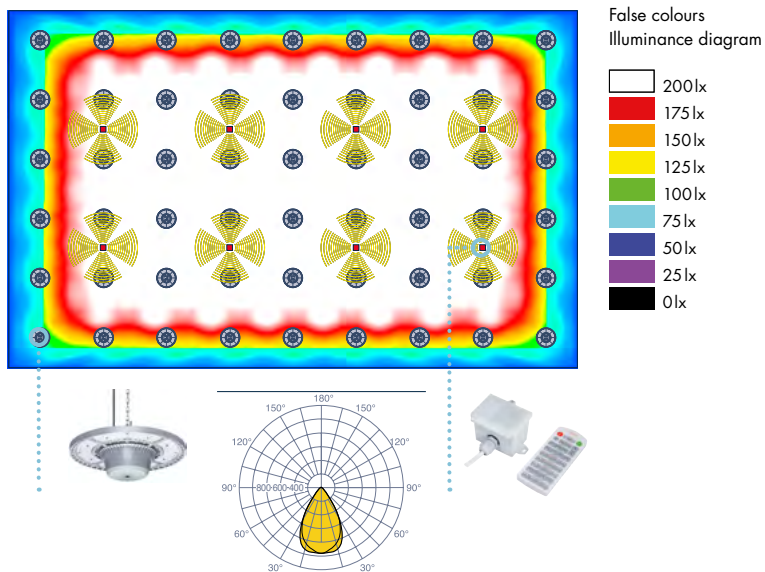 False colours
Illuminance diagram
200 lx
175 lx
150 lx
125 lx
100 lx
75 lx
50 lx
25 lx
0 lx
180°
150° 150°
120° 120°
90° 800 600 400 90°
60° 60°
30° 30°